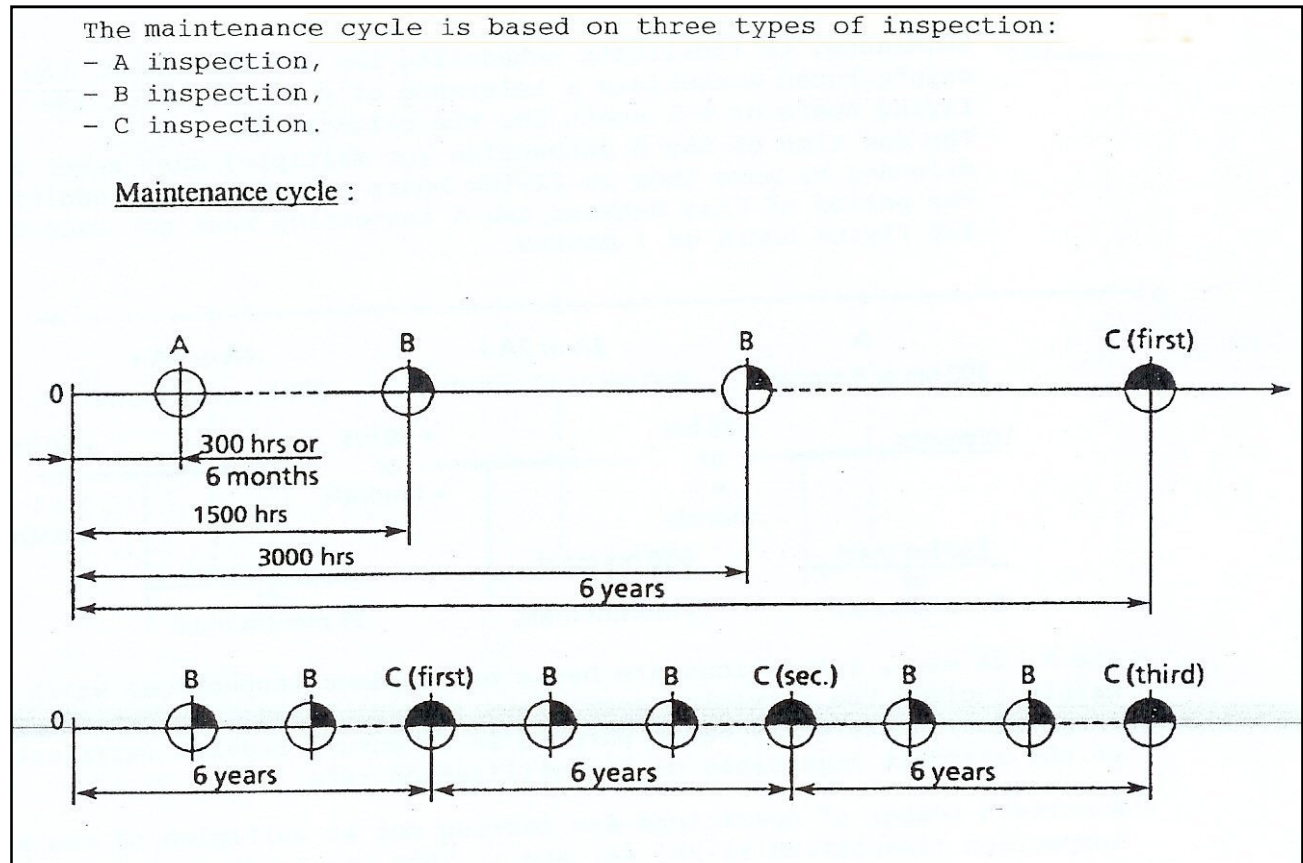 The maintenance cycle is based on three types of inspection:
– A inspection,
– B inspection,
– C inspection.
Maintenance cycle :
A B B C (first)
0
300 hrs or
6 months
1500 hrs
3000 hrs
6 years
B B C (first) B B C (sec.) B B C (third)
0
6 years 6 years 6 years